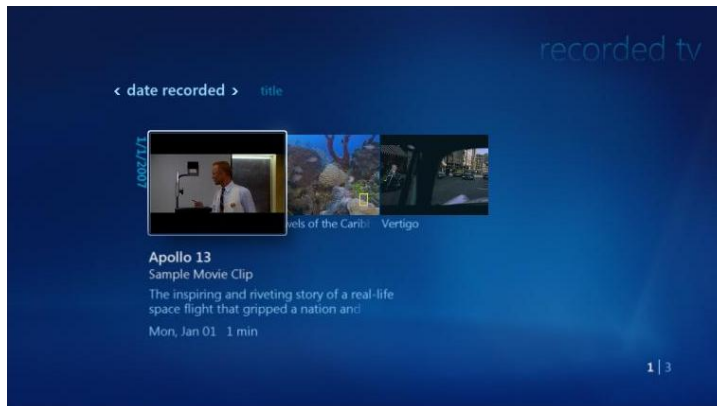 recorded tv
< date recorded > title
1/1/2007
vels of the Carib
Vertigo
Apollo 13
Sample Movie Clip
The inspiring and riveting story of a real-life
space flight that gripped a nation and
Mon, Jan 01 1 min
1 | 3